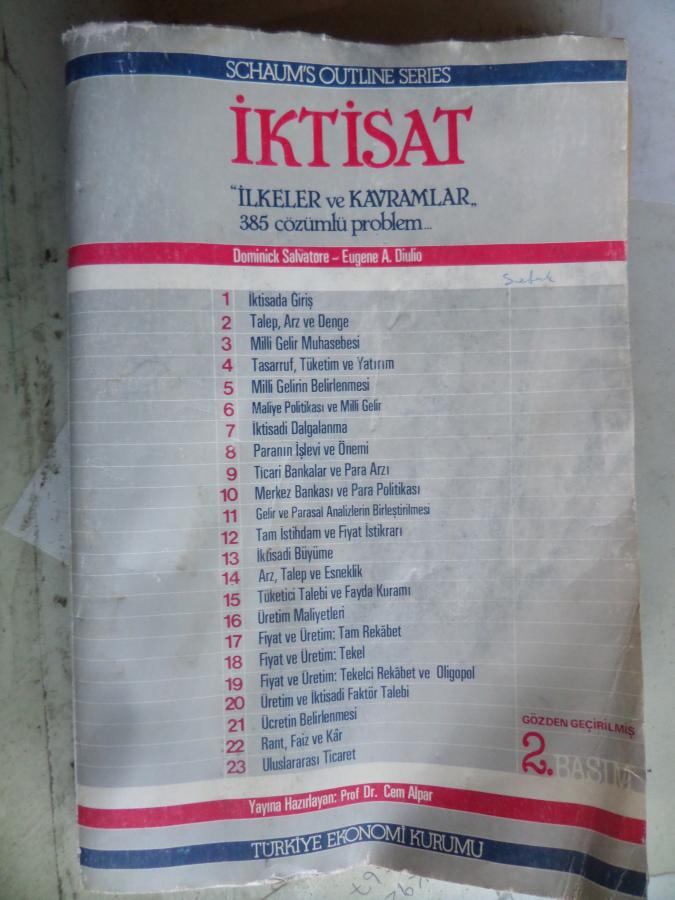 SCHAUM'S OUTLINE SERIES
İKTİSAT
"İLKELER ve KAVRAMLAR„
385 çözümlü problem...
Dominick Salvatore – Eugene A. Diulio
1 İktisada Giriş
2 Talep, Arz ve Denge
3 Milli Gelir Muhasebesi
4 Tasarruf, Tüketim ve Yatırım
5 Milli Gelirin Belirlenmesi
6 Maliye Politikası ve Milli Gelir
7 İktisadi Dalgalanma
8 Paranın İşlevi ve Önemi
9 Ticari Bankalar ve Para Arzı
10 Merkez Bankası ve Para Politikası
11 Gelir ve Parasal Analizlerin Birleştirilmesi
12 Tam İstihdam ve Fiyat İstikrarı
13 İktisadi Büyüme
14 Arz, Talep ve Esneklik
15 Tüketici Talebi ve Fayda Kuramı
16 Üretim Maliyetleri
17 Fiyat ve Üretim: Tam Rekâbet
18 Fiyat ve Üretim: Tekel
19 Fiyat ve Üretim: Tekelci Rekâbet ve Oligopol
20 Üretim ve İktisadi Faktör Talebi
21 Ücretin Belirlenmesi
22 Rant, Faiz ve Kâr
23 Uluslararası Ticaret
GÖZDEN GEÇİRİLMİŞ
2. BASIM
Yayına Hazırlayan: Prof Dr. Cem Alpar
TÜRKİYE EKONOMİ KURUMU